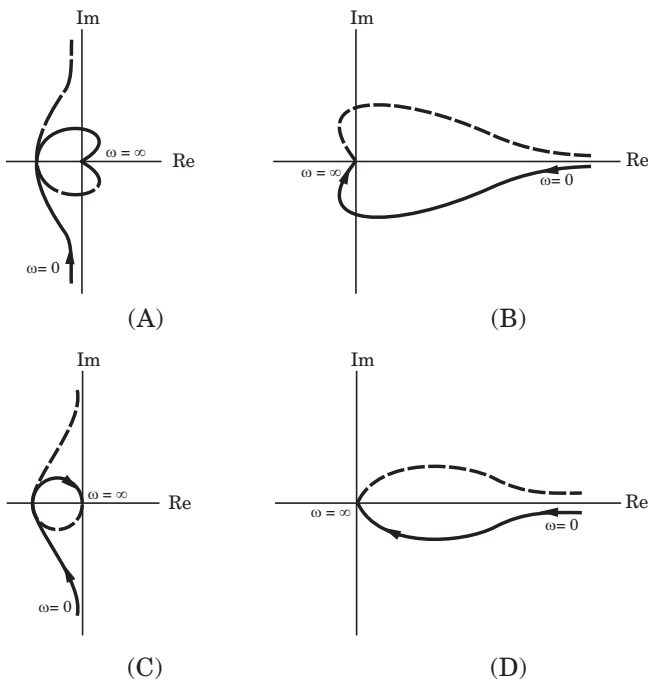 Im
Im
ω = ∞
Re
ω = ∞
Re
ω= 0
ω= 0
(A)
(B)
Im
Im
ω = ∞
Re
ω = ∞
Re
ω= 0
ω= 0
(C)
(D)